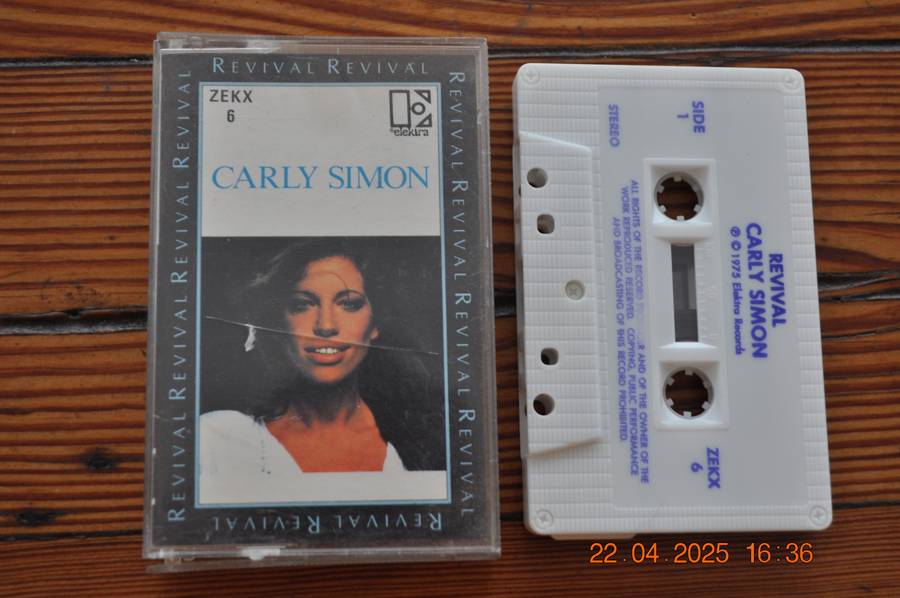 REVIVAL REVIVAL
REVIVAL REVIVAL REVIVAL REVIVAL
REVIVAL REVIVAL REVIVAL REVIVAL
ZEKX
6
elektra
CARLY SIMON
REVIVAL REVIVAL
SIDE
1
STEREO
REVIVAL
CARLY SIMON
℗ © 1975 Elektra Records
ALL RIGHTS OF THE RECORD R AND OF THE OWNER OF THE
WORK REPRODUCED RESERVED. COPYING, PUBLIC PERFORMANCE
AND BROADCASTING OF THIS RECORD PROHIBITED.
ZEKX
6
22.04.2025 16:36